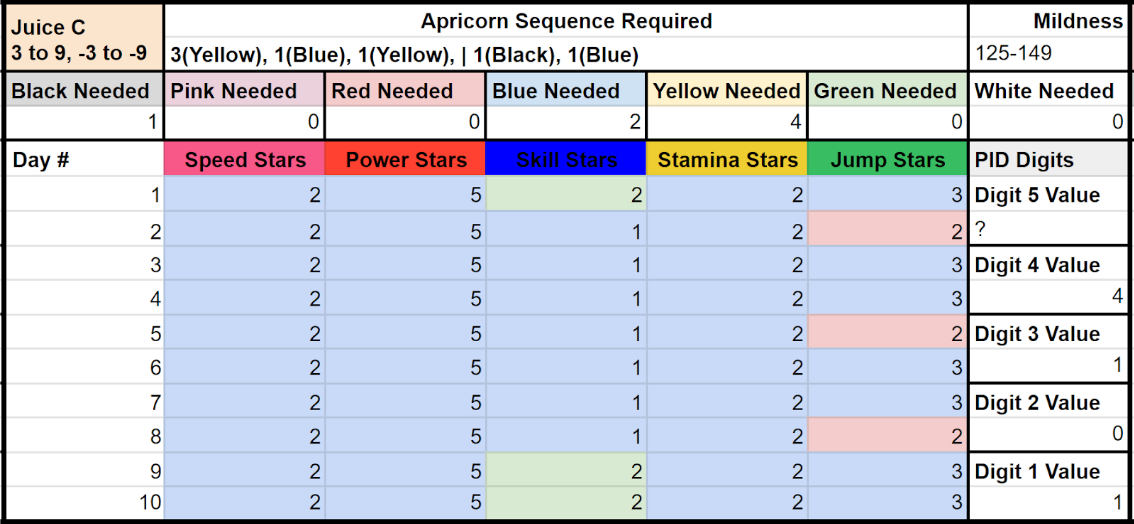 Juice C
3 to 9, -3 to -9
Apricorn Sequence Required
Mildness
3(Yellow), 1(Blue), 1(Yellow), | 1(Black), 1(Blue)
125-149
Black Needed Pink Needed Red Needed Blue Needed Yellow Needed Green Needed White Needed
1 0 0 2 4 0 0
Day # Speed Stars Power Stars Skill Stars Stamina Stars Jump Stars PID Digits
1 2 5 2 2 3 Digit 5 Value
2 2 5 1 2 2 ?
3 2 5 1 2 3 Digit 4 Value
4 2 5 1 2 3 4
5 2 5 1 2 2 Digit 3 Value
6 2 5 1 2 3 1
7 2 5 1 2 3 Digit 2 Value
8 2 5 1 2 2 0
9 2 5 2 2 3 Digit 1 Value
10 2 5 2 2 3 1